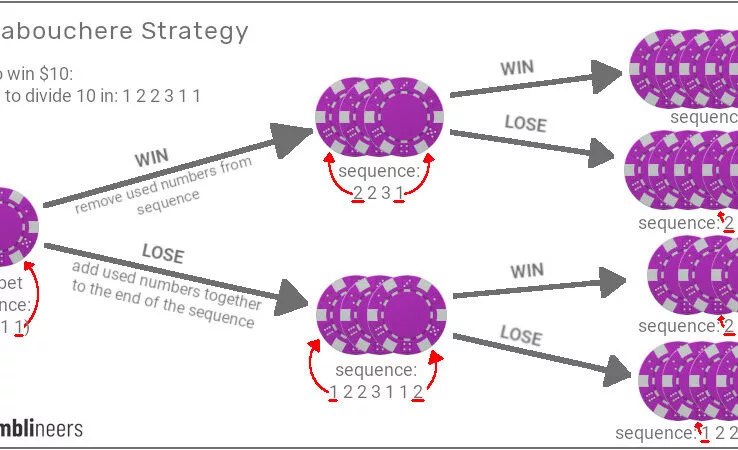 abouchere Strategy
o win $10:
to divide 10 in: 1 2 2 3 1 1
WIN
remove used numbers from
sequence
LOSE
add used numbers together
to the end of the sequence
bet
nce:
1 1)
sequence:
2 2 3 1
sequence:
1 2 2 3 1 1 2
WIN
LOSE
WIN
LOSE
sequenc
sequence: 2
sequence: 2
sequence: 1 2 2
mblineers